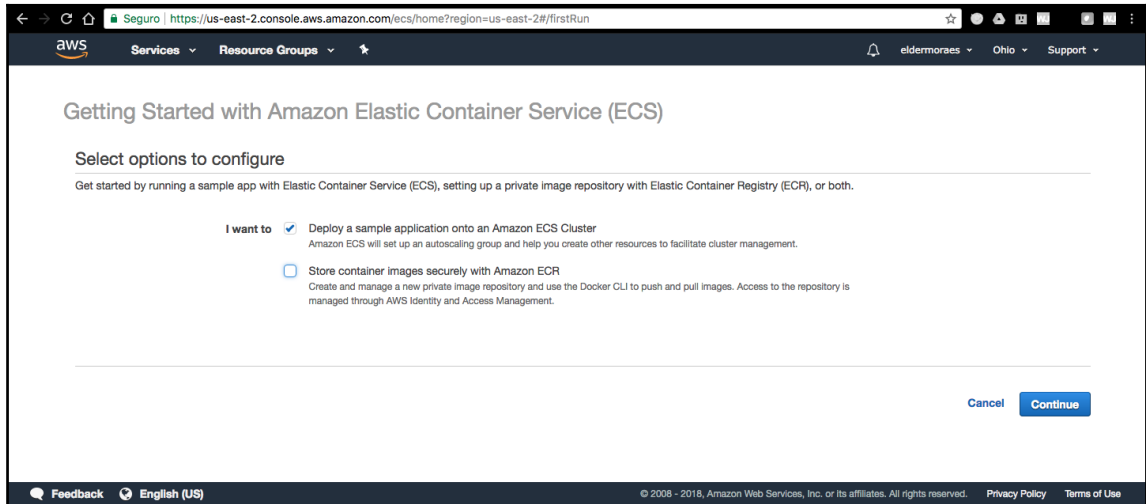 Seguro | https://us-east-2.console.aws.amazon.com/ecs/home?region=us-east-2#/firstRun
aws Services Resource Groups eldermoraes Ohio Support
Getting Started with Amazon Elastic Container Service (ECS)
Select options to configure
Get started by running a sample app with Elastic Container Service (ECS), setting up a private image repository with Elastic Container Registry (ECR), or both.
I want to Deploy a sample application onto an Amazon ECS Cluster
Amazon ECS will set up an autoscaling group and help you create other resources to facilitate cluster management.
Store container images securely with Amazon ECR
Create and manage a new private image repository and use the Docker CLI to push and pull images. Access to the repository is
managed through AWS Identity and Access Management.
Cancel Continue
Feedback English (US) © 2008 - 2018, Amazon Web Services, Inc. or its affiliates. All rights reserved. Privacy Policy Terms of Use